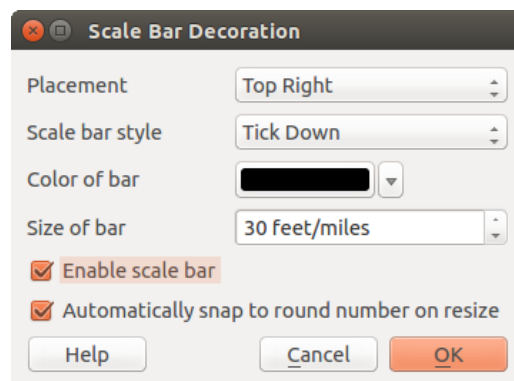 Scale Bar Decoration
Placement Top Right
Scale bar style Tick Down
Color of bar
Size of bar 30 feet/miles
Enable scale bar
Automatically snap to round number on resize
Help Cancel OK